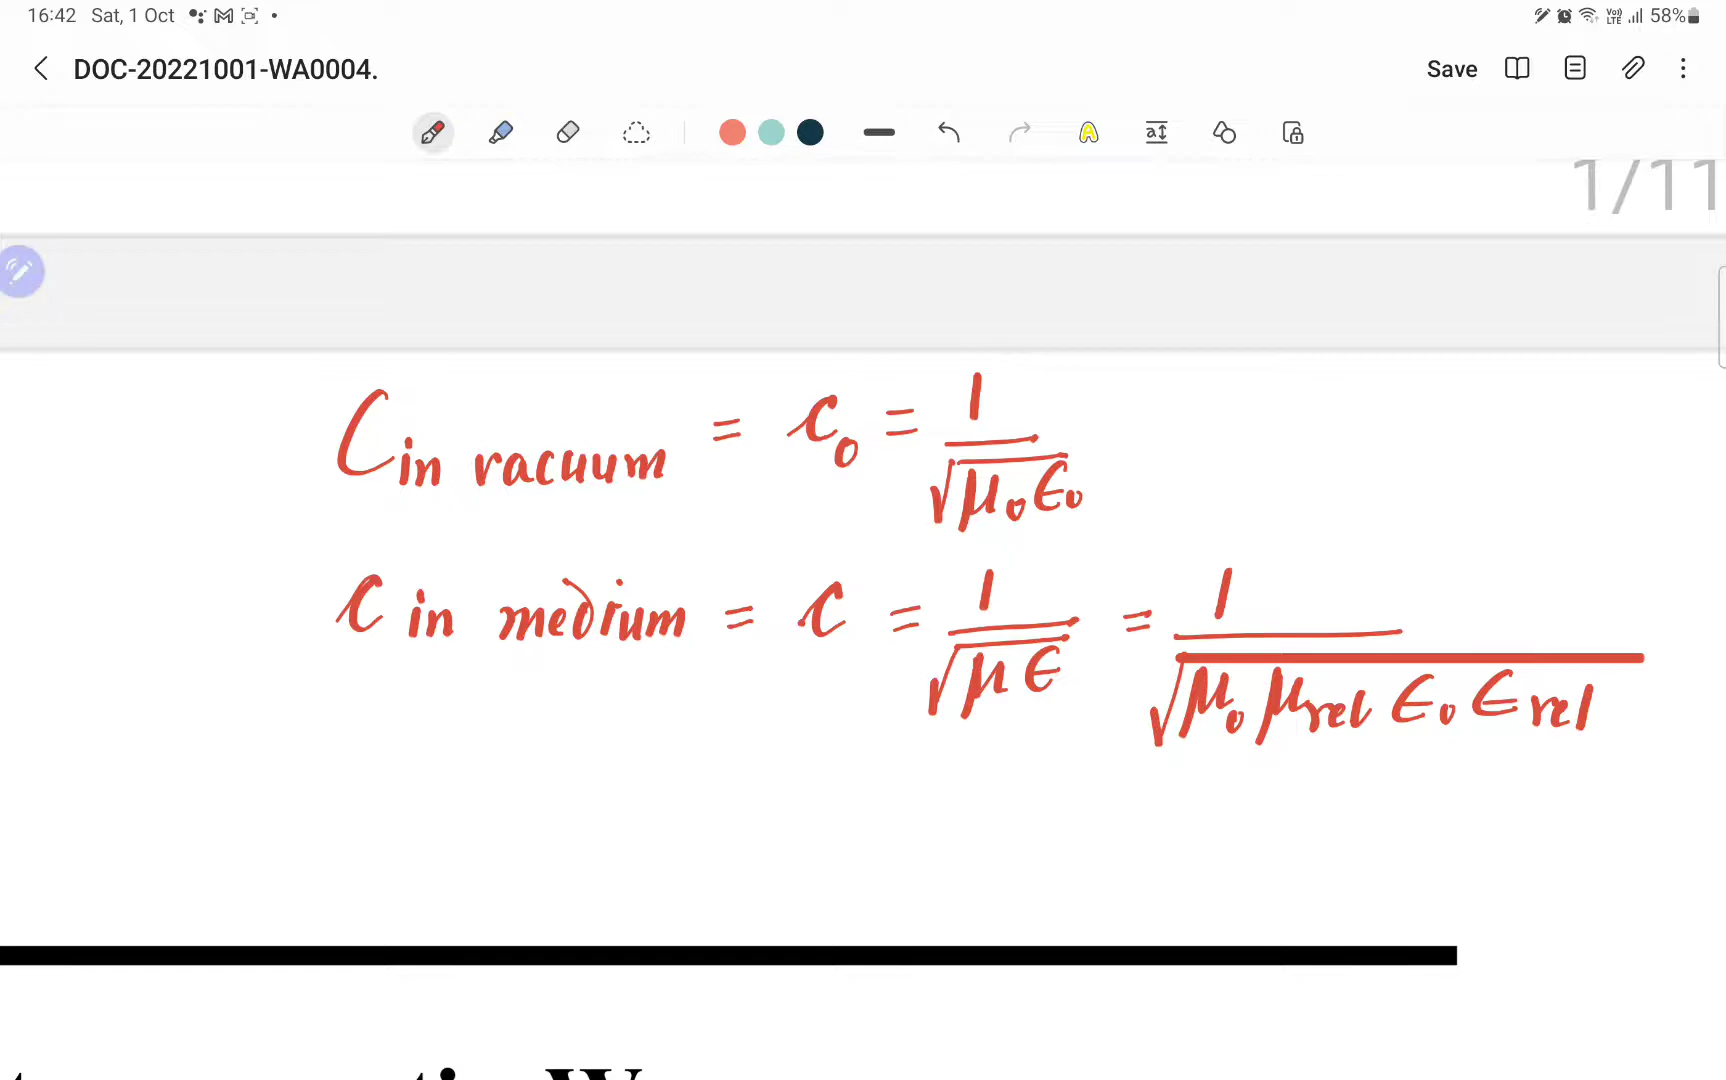 16:42 Sat, 1 Oct
58%
DOC-20221001-WA0004.
Save
1/11
C in vacuum = c₀ = 1/√μ₀ε₀
c in medium = c = 1/√με = 1/√μ₀ μrel ε₀ εrel